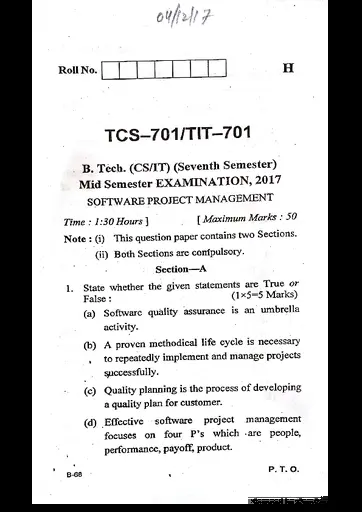 04/12/17
Roll No.
H
TCS–701/TIT–701
B. Tech. (CS/IT) (Seventh Semester)
Mid Semester EXAMINATION, 2017
SOFTWARE PROJECT MANAGEMENT
Time : 1:30 Hours ] [ Maximum Marks : 50
Note : (i) This question paper contains two Sections.
(ii) Both Sections are compulsory.
Section—A
1. State whether the given statements are True or
False : (1×5=5 Marks)
(a) Software quality assurance is an umbrella
activity.
(b) A proven methodical life cycle is necessary
to repeatedly implement and manage projects
successfully.
(c) Quality planning is the process of developing
a quality plan for customer.
(d) Effective software project management
focuses on four P's which are people,
performance, payoff, product.
B-66 P. T. O.